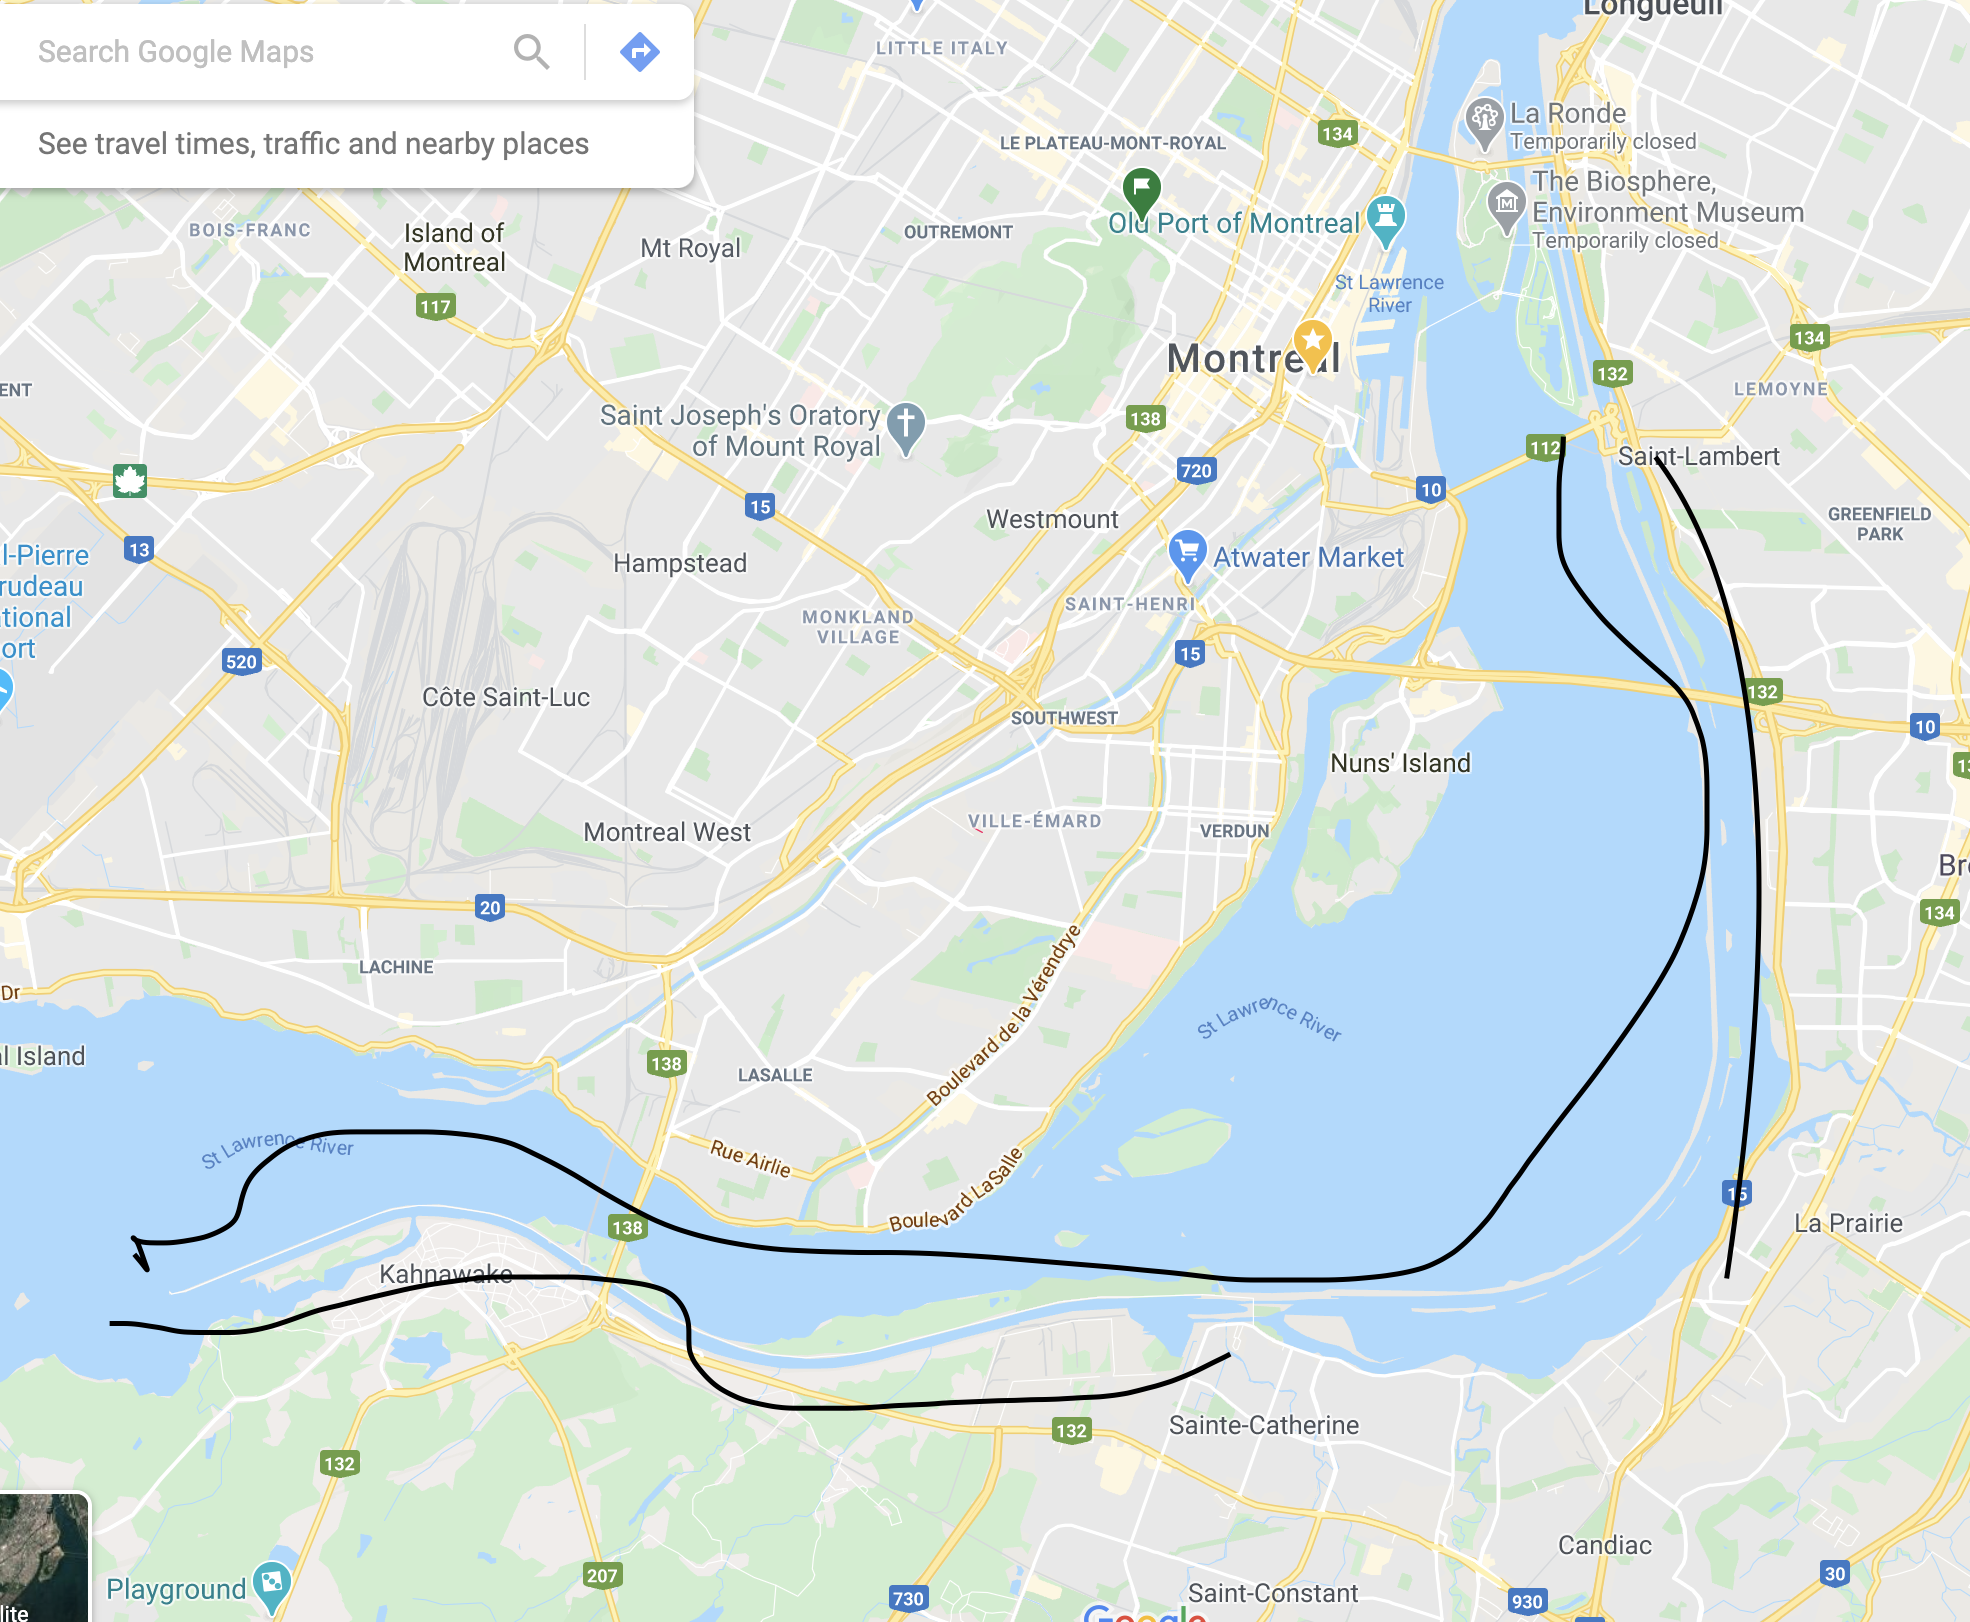 Search Google Maps
See travel times, traffic and nearby places
Longueuil
LITTLE ITALY
LE PLATEAU-MONT-ROYAL
134
La Ronde
Temporarily closed
The Biosphere,
Environment Museum
Temporarily closed
Old Port of Montreal
BOIS-FRANC
Island of
Montreal
Mt Royal
OUTREMONT
St Lawrence
River
117
Montreal
134
132
LEMOYNE
ENT
Saint Joseph's Oratory
of Mount Royal
138
112
Saint-Lambert
720
10
15
Westmount
GREENFIELD
PARK
13
l-Pierre
rudeau
ational
ort
Hampstead
Atwater Market
SAINT-HENRI
MONKLAND
VILLAGE
15
520
Côte Saint-Luc
132
SOUTHWEST
10
Nuns' Island
13
Montreal West
VILLE-ÉMARD
VERDUN
Bro
20
134
LACHINE
Dr
Boulevard de la Vérendrye
St Lawrence River
al Island
138
LASALLE
St Lawrence River
Rue Airlie
Boulevard LaSalle
15
La Prairie
138
Kahnawake
Sainte-Catherine
132
132
Candiac
Playground
207
730
Saint-Constant
930
30
Google
llite